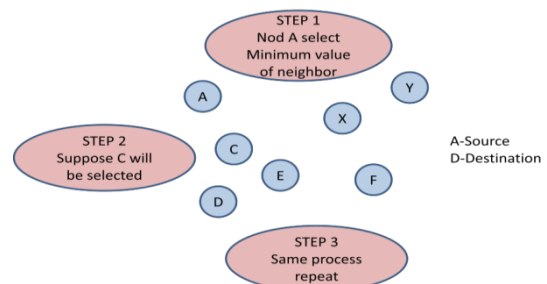 STEP 1
Nod A select
Minimum value
of neighbor
Y
A
X
STEP 2
Suppose C will
be selected
C
A-Source
D-Destination
E
F
D
STEP 3
Same process
repeat